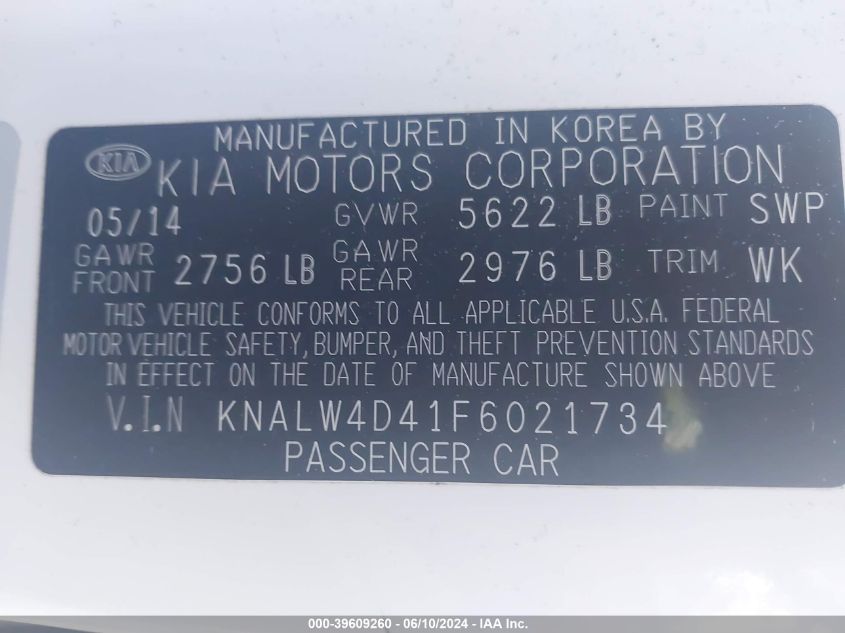 MANUFACTURED IN KOREA BY
KIA KIA MOTORS CORPORATION
05/14 GVWR 5622 LB PAINT SWP
GAWR FRONT 2756 LB GAWR REAR 2976 LB TRIM WK
THIS VEHICLE CONFORMS TO ALL APPLICABLE U.S.A. FEDERAL
MOTOR VEHICLE SAFETY, BUMPER, AND THEFT PREVENTION STANDARDS
IN EFFECT ON THE DATE OF MANUFACTURE SHOWN ABOVE
V.I.N KNALW4D41F6021734
PASSENGER CAR
000-39609260 - 06/10/2024 - IAA Inc.